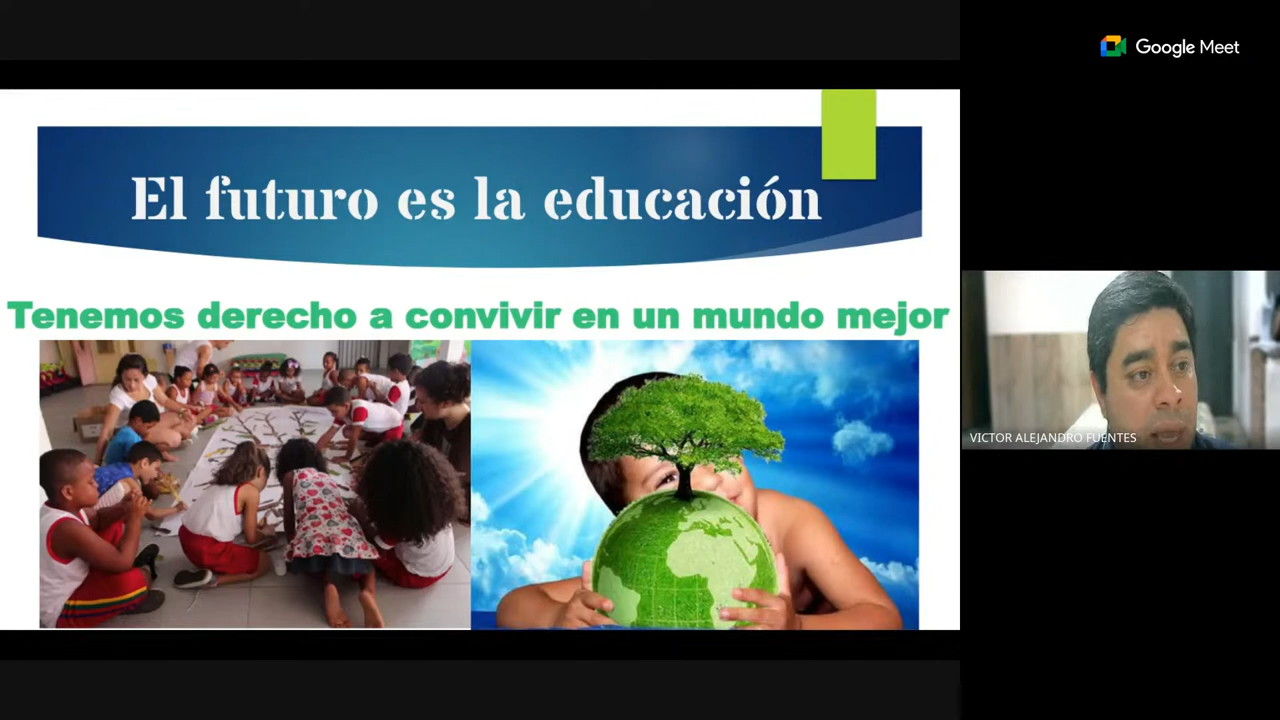 Google Meet
El futuro es la educación
Tenemos derecho a convivir en un mundo mejor
VICTOR ALEJANDRO FUENTES